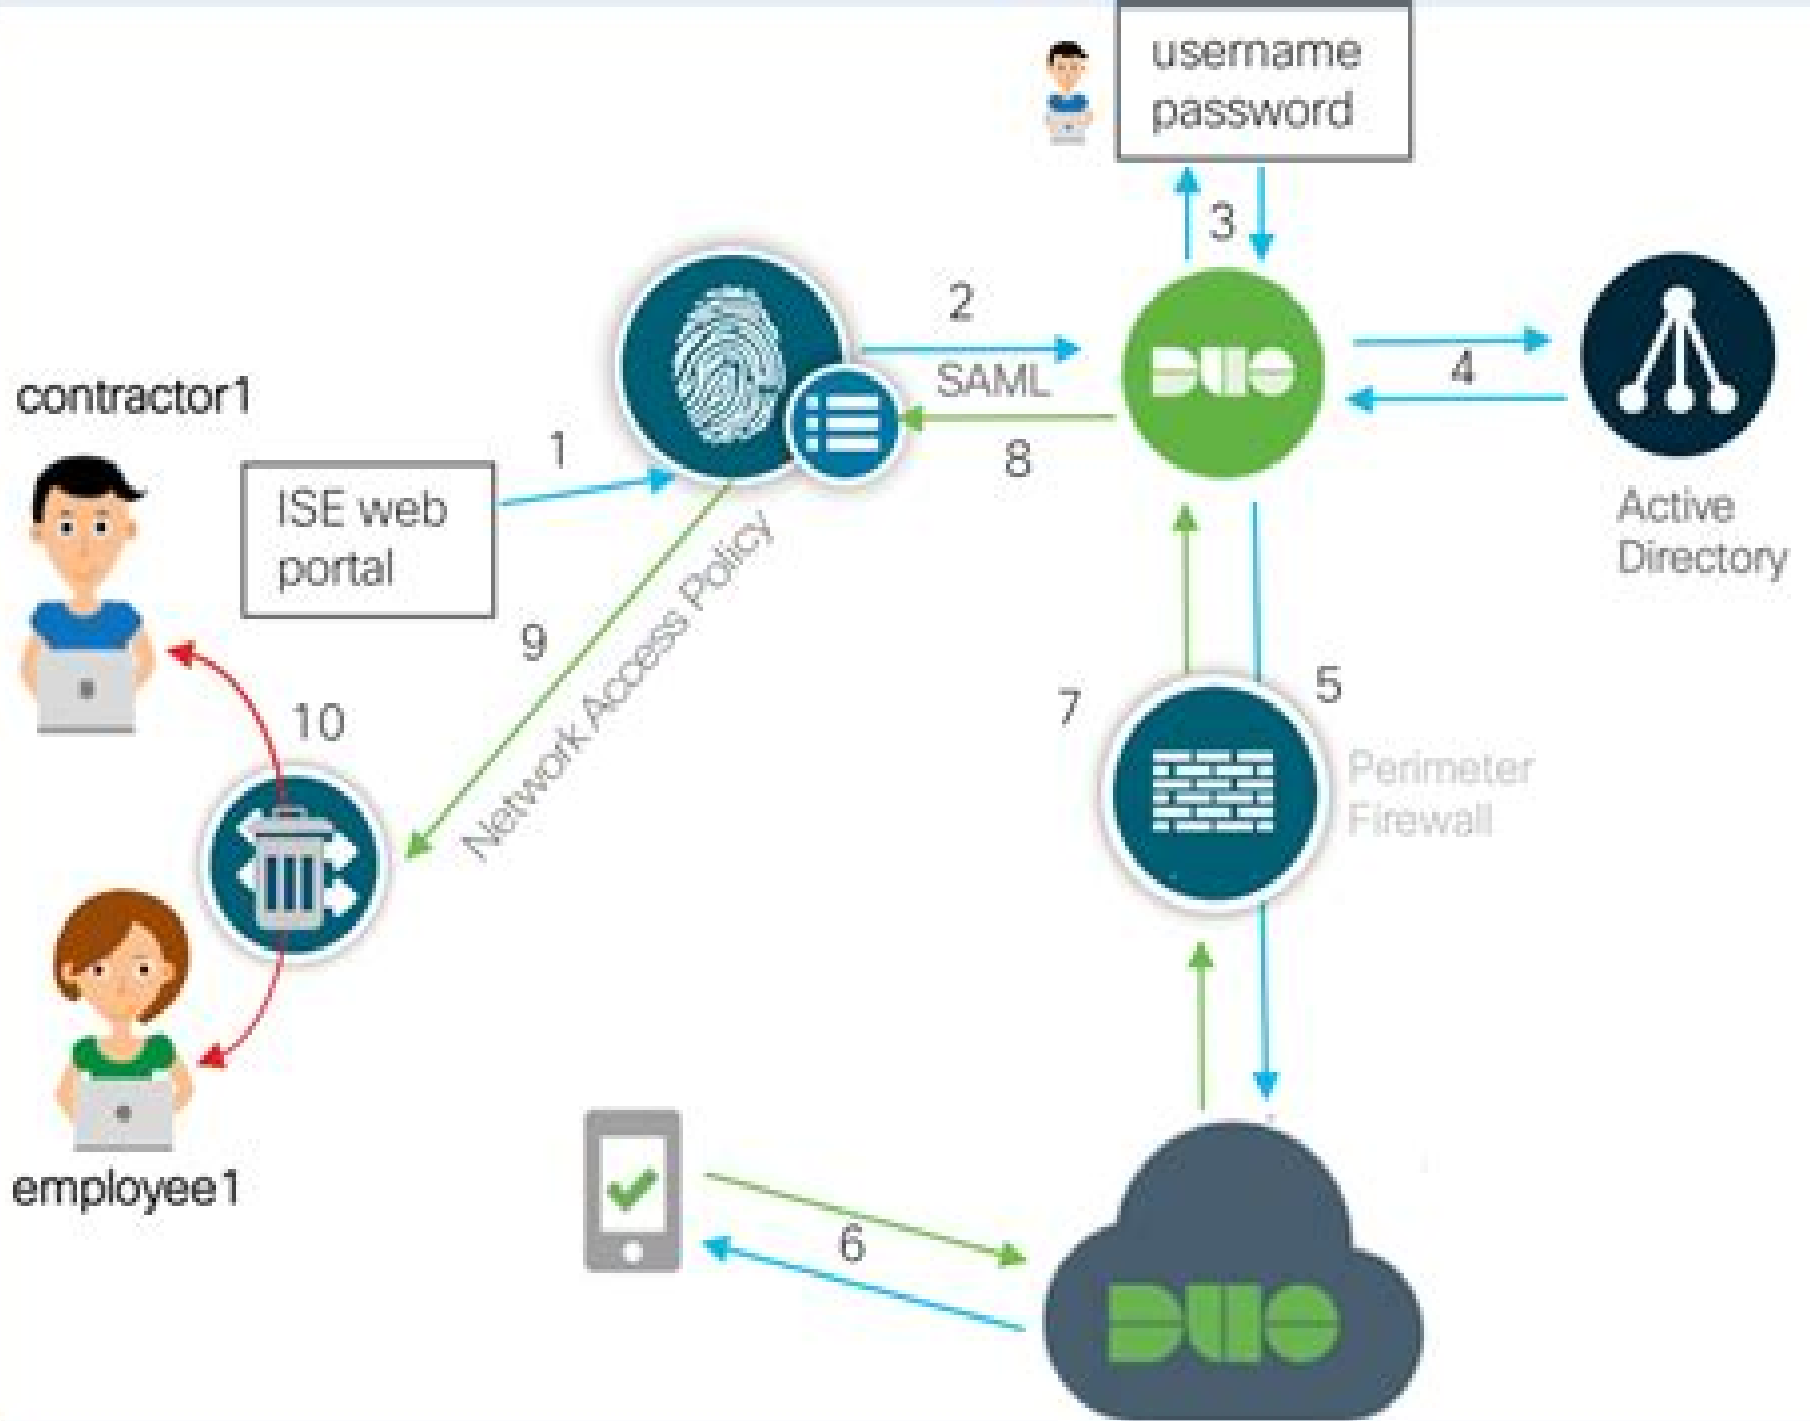 username
password
3
2
SAML
8
DUO
4
Active
Directory
contractor1
1
ISE web
portal
9
Network Access Policy
10
7
5
Perimeter
Firewall
employee1
6
DUO